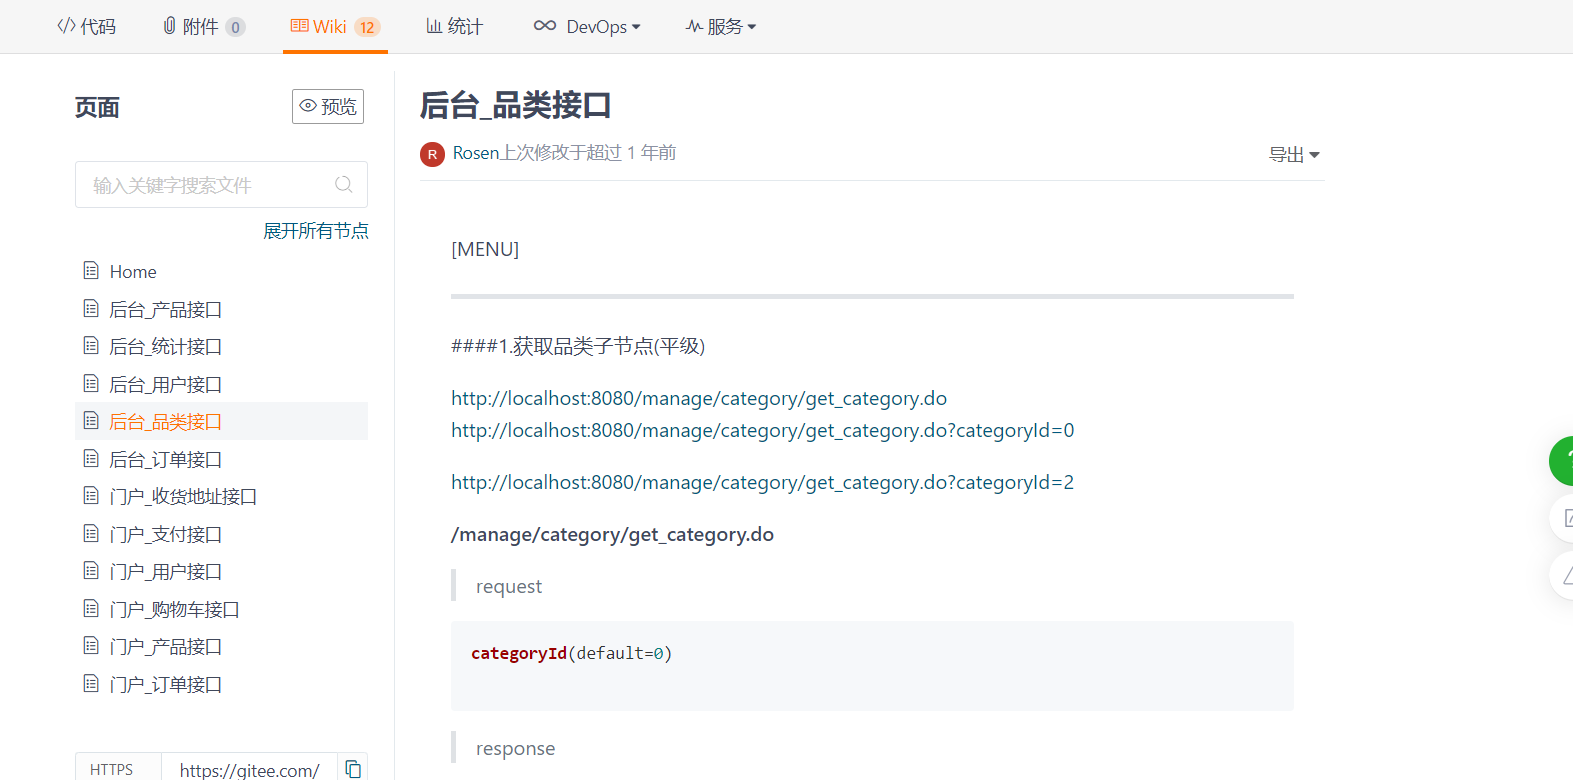 代码 附件 0 Wiki 12 统计 DevOps 服务
页面
预览
输入关键字搜索文件
展开所有节点
Home
后台_产品接口
后台_统计接口
后台_用户接口
后台_品类接口
后台_订单接口
门户_收货地址接口
门户_支付接口
门户_用户接口
门户_购物车接口
门户_产品接口
门户_订单接口
HTTPS https://gitee.com/
后台_品类接口
R Rosen上次修改于超过 1 年前
导出
[MENU]
####1.获取品类子节点(平级)
http://localhost:8080/manage/category/get_category.do
http://localhost:8080/manage/category/get_category.do?categoryId=0
http://localhost:8080/manage/category/get_category.do?categoryId=2
/manage/category/get_category.do
request
categoryId(default=0)
response